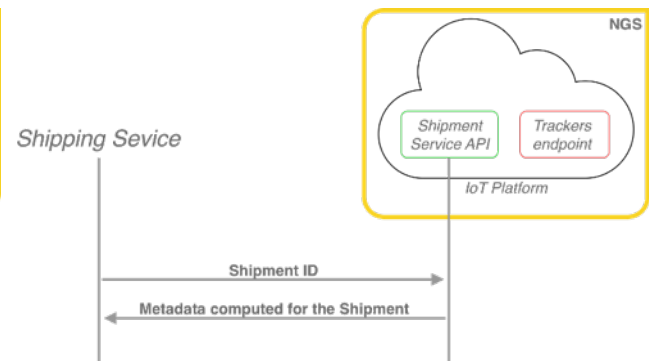 NGS
Shipping Sevice
Shipment
Service API
Trackers
endpoint
IoT Platform
Shipment ID
Metadata computed for the Shipment